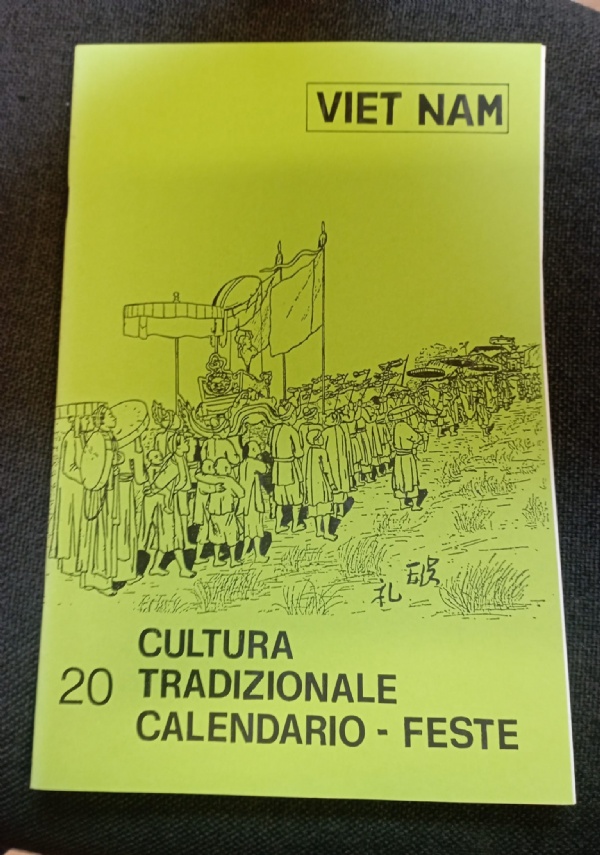 VIET NAM
CULTURA
20 TRADIZIONALE
CALENDARIO - FESTE